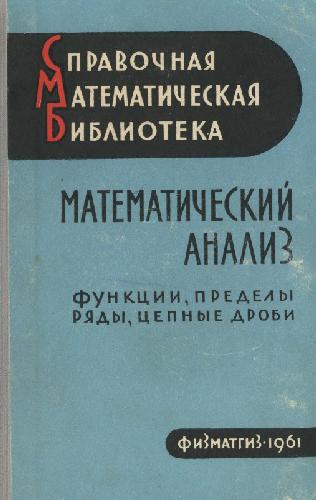 Справочная
Математическая
Библиотека
МАТЕМАТИЧЕСКИЙ
АНАЛИЗ
ФУНКЦИИ, ПРЕДЕЛЫ
РЯДЫ, ЦЕПНЫЕ ДРОБИ
ФИЗМАТГИЗ·1961